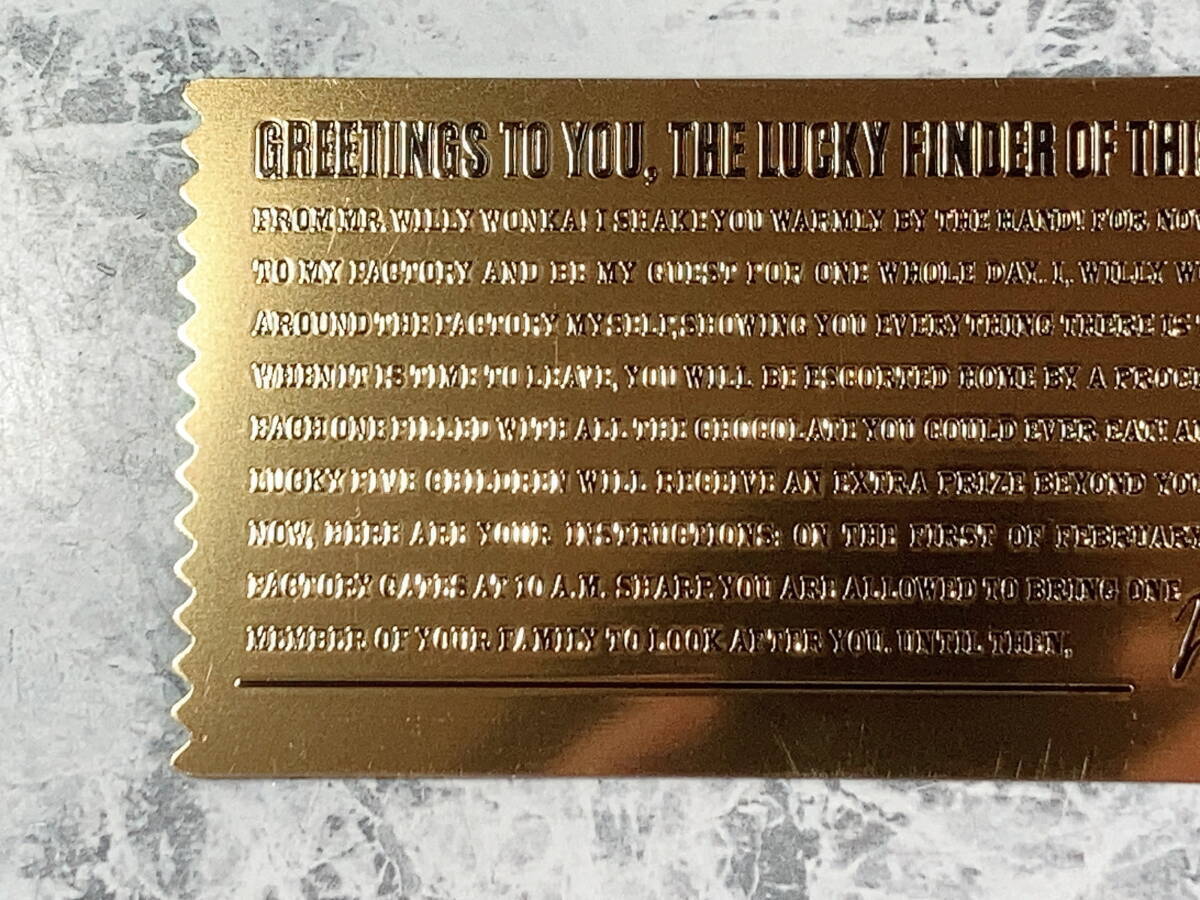 GREETINGS TO YOU, THE LUCKY FINDER OF THIS
FROM MR. WILLY WONKA! I SHAKE YOU WARMLY BY THE HAND! FOR NOW
TO MY FACTORY AND BE MY GUEST FOR ONE WHOLE DAY. I, WILLY W
AROUND THE FACTORY MYSELF, SHOWING YOU EVERYTHING THERE IS
WHEN IT IS TIME TO LEAVE, YOU WILL BE ESCORTED HOME BY A PROCE
EACH ONE FILLED WITH ALL THE CHOCOLATE YOU COULD EVER EAT! A
LUCKY FIVE CHILDREN WILL RECEIVE AN EXTRA PRIZE BEYOND YOU
NOW, HERE ARE YOUR INSTRUCTIONS: ON THE FIRST OF FEBRUARY
FACTORY GATES AT 10 A.M. SHARP. YOU ARE ALLOWED TO BRING ONE
MEMBER OF YOUR FAMILY TO LOOK AFTER YOU. UNTIL THEN,